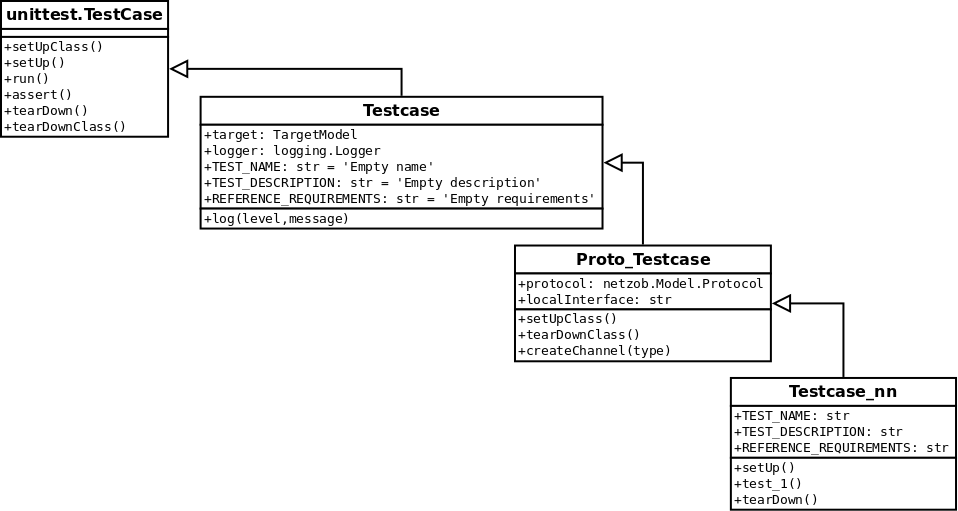 unittest.TestCase
+setUpClass()
+setUp()
+run()
+assert()
+tearDown()
+tearDownClass()
Testcase
+target: TargetModel
+logger: logging.Logger
+TEST_NAME: str = 'Empty name'
+TEST_DESCRIPTION: str = 'Empty description'
+REFERENCE_REQUIREMENTS: str = 'Empty requirements'
+log(level,message)
Proto_Testcase
+protocol: netzob.Model.Protocol
+localInterface: str
+setUpClass()
+tearDownClass()
+createChannel(type)
Testcase_nn
+TEST_NAME: str
+TEST_DESCRIPTION: str
+REFERENCE_REQUIREMENTS: str
+setUp()
+test_1()
+tearDown()